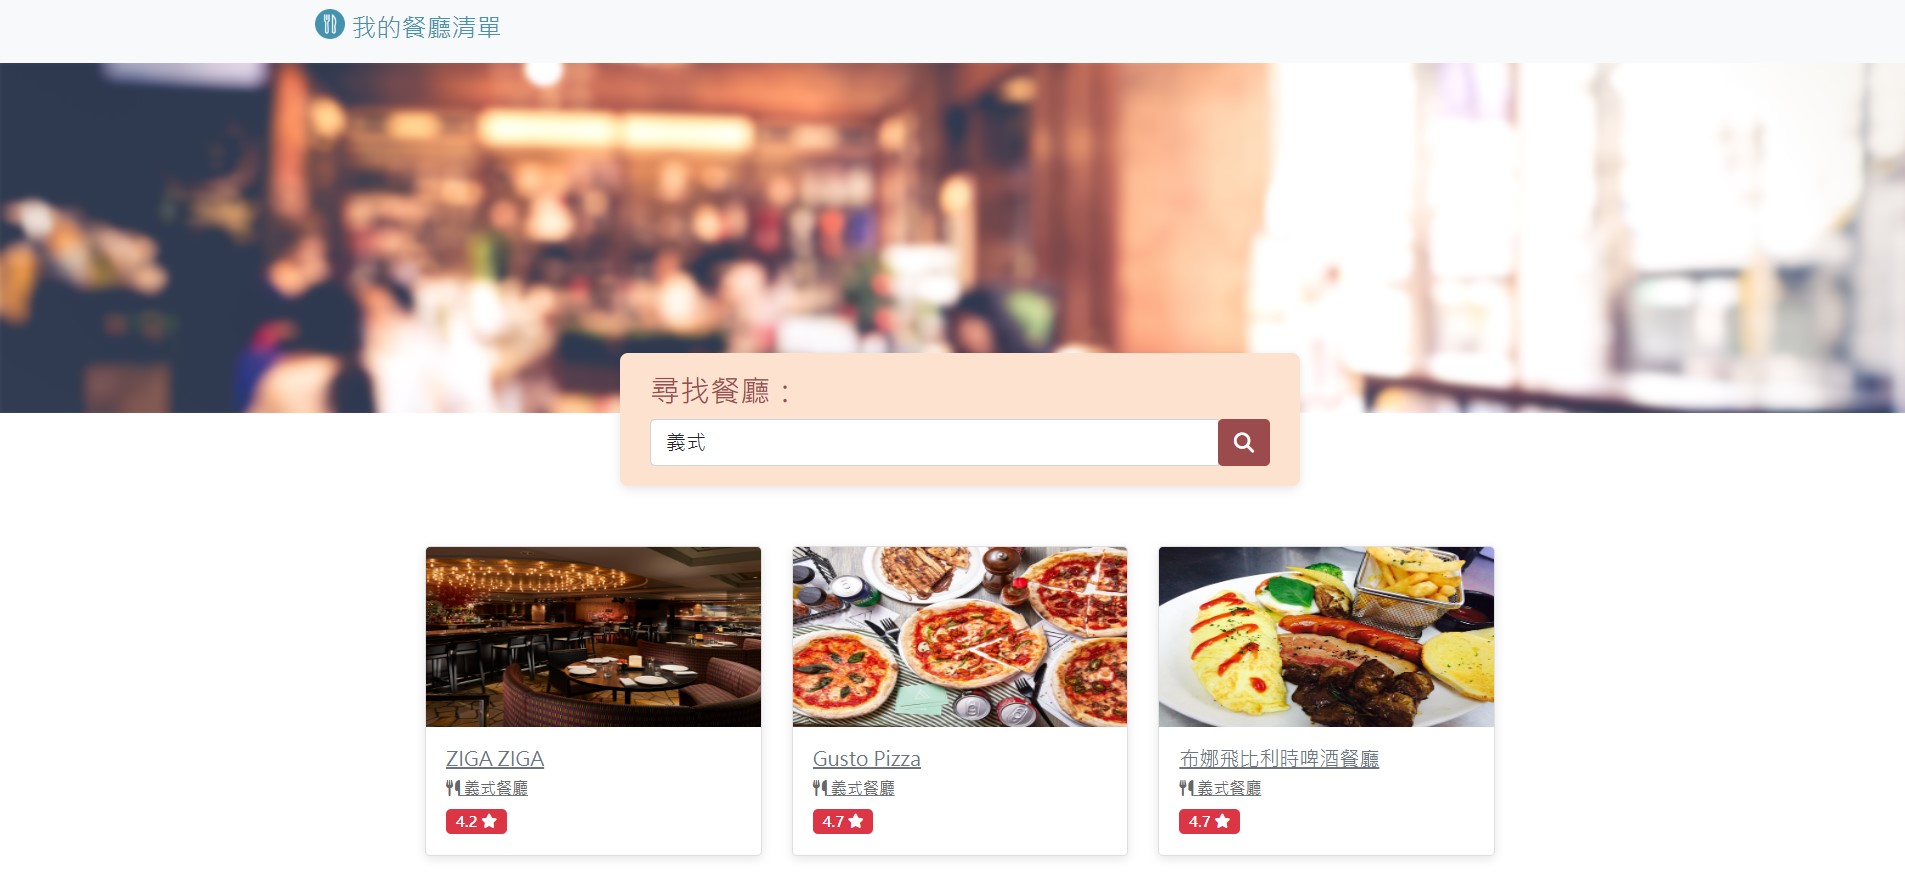 我的餐廳清單
尋找餐廳：
義式
ZIGA ZIGA
義式餐廳
4.2
Gusto Pizza
義式餐廳
4.7
布娜飛比利時啤酒餐廳
義式餐廳
4.7